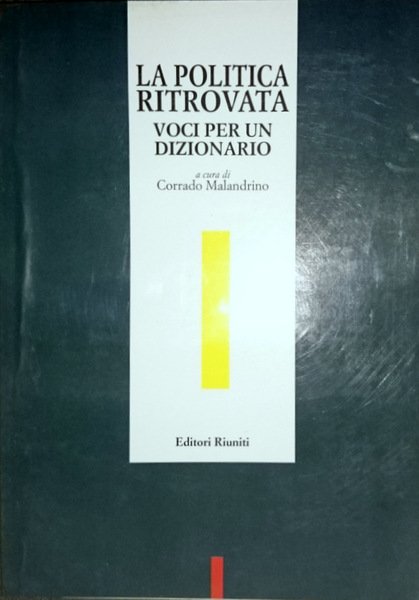 LA POLITICA
RITROVATA
VOCI PER UN
DIZIONARIO
a cura di
Corrado Malandrino
Editori Riuniti